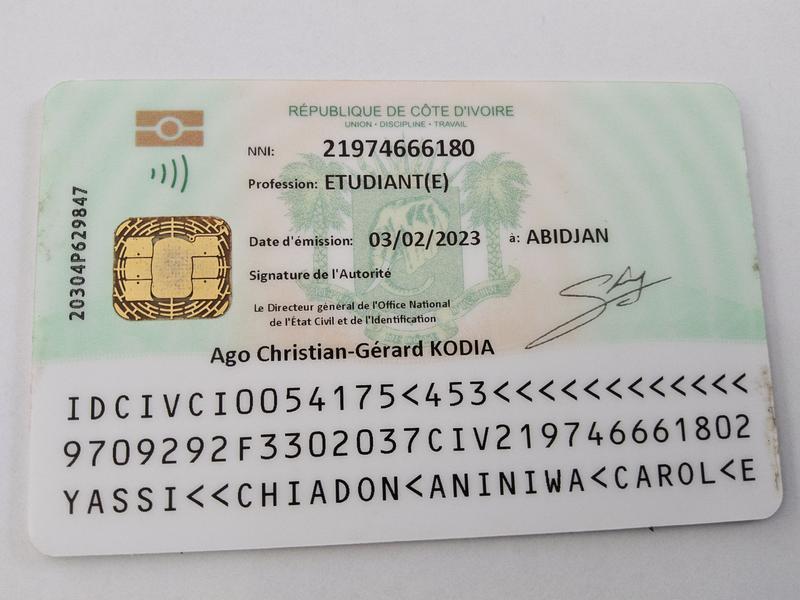 RÉPUBLIQUE DE CÔTE D'IVOIRE
UNION • DISCIPLINE • TRAVAIL
NNI: 21974666180
Profession: ETUDIANT(E)
Date d'émission: 03/02/2023 à: ABIDJAN
Signature de l'Autorité
Le Directeur général de l'Office National
de l'État Civil et de l'Identification
Ago Christian-Gérard KODIA
20304P629847
IDCIVCI0054175<453<<<<<<<<<<<<
9709292F3302037CIV219746661802
YASSI<<CHIADON<ANINIWA<CAROL<E